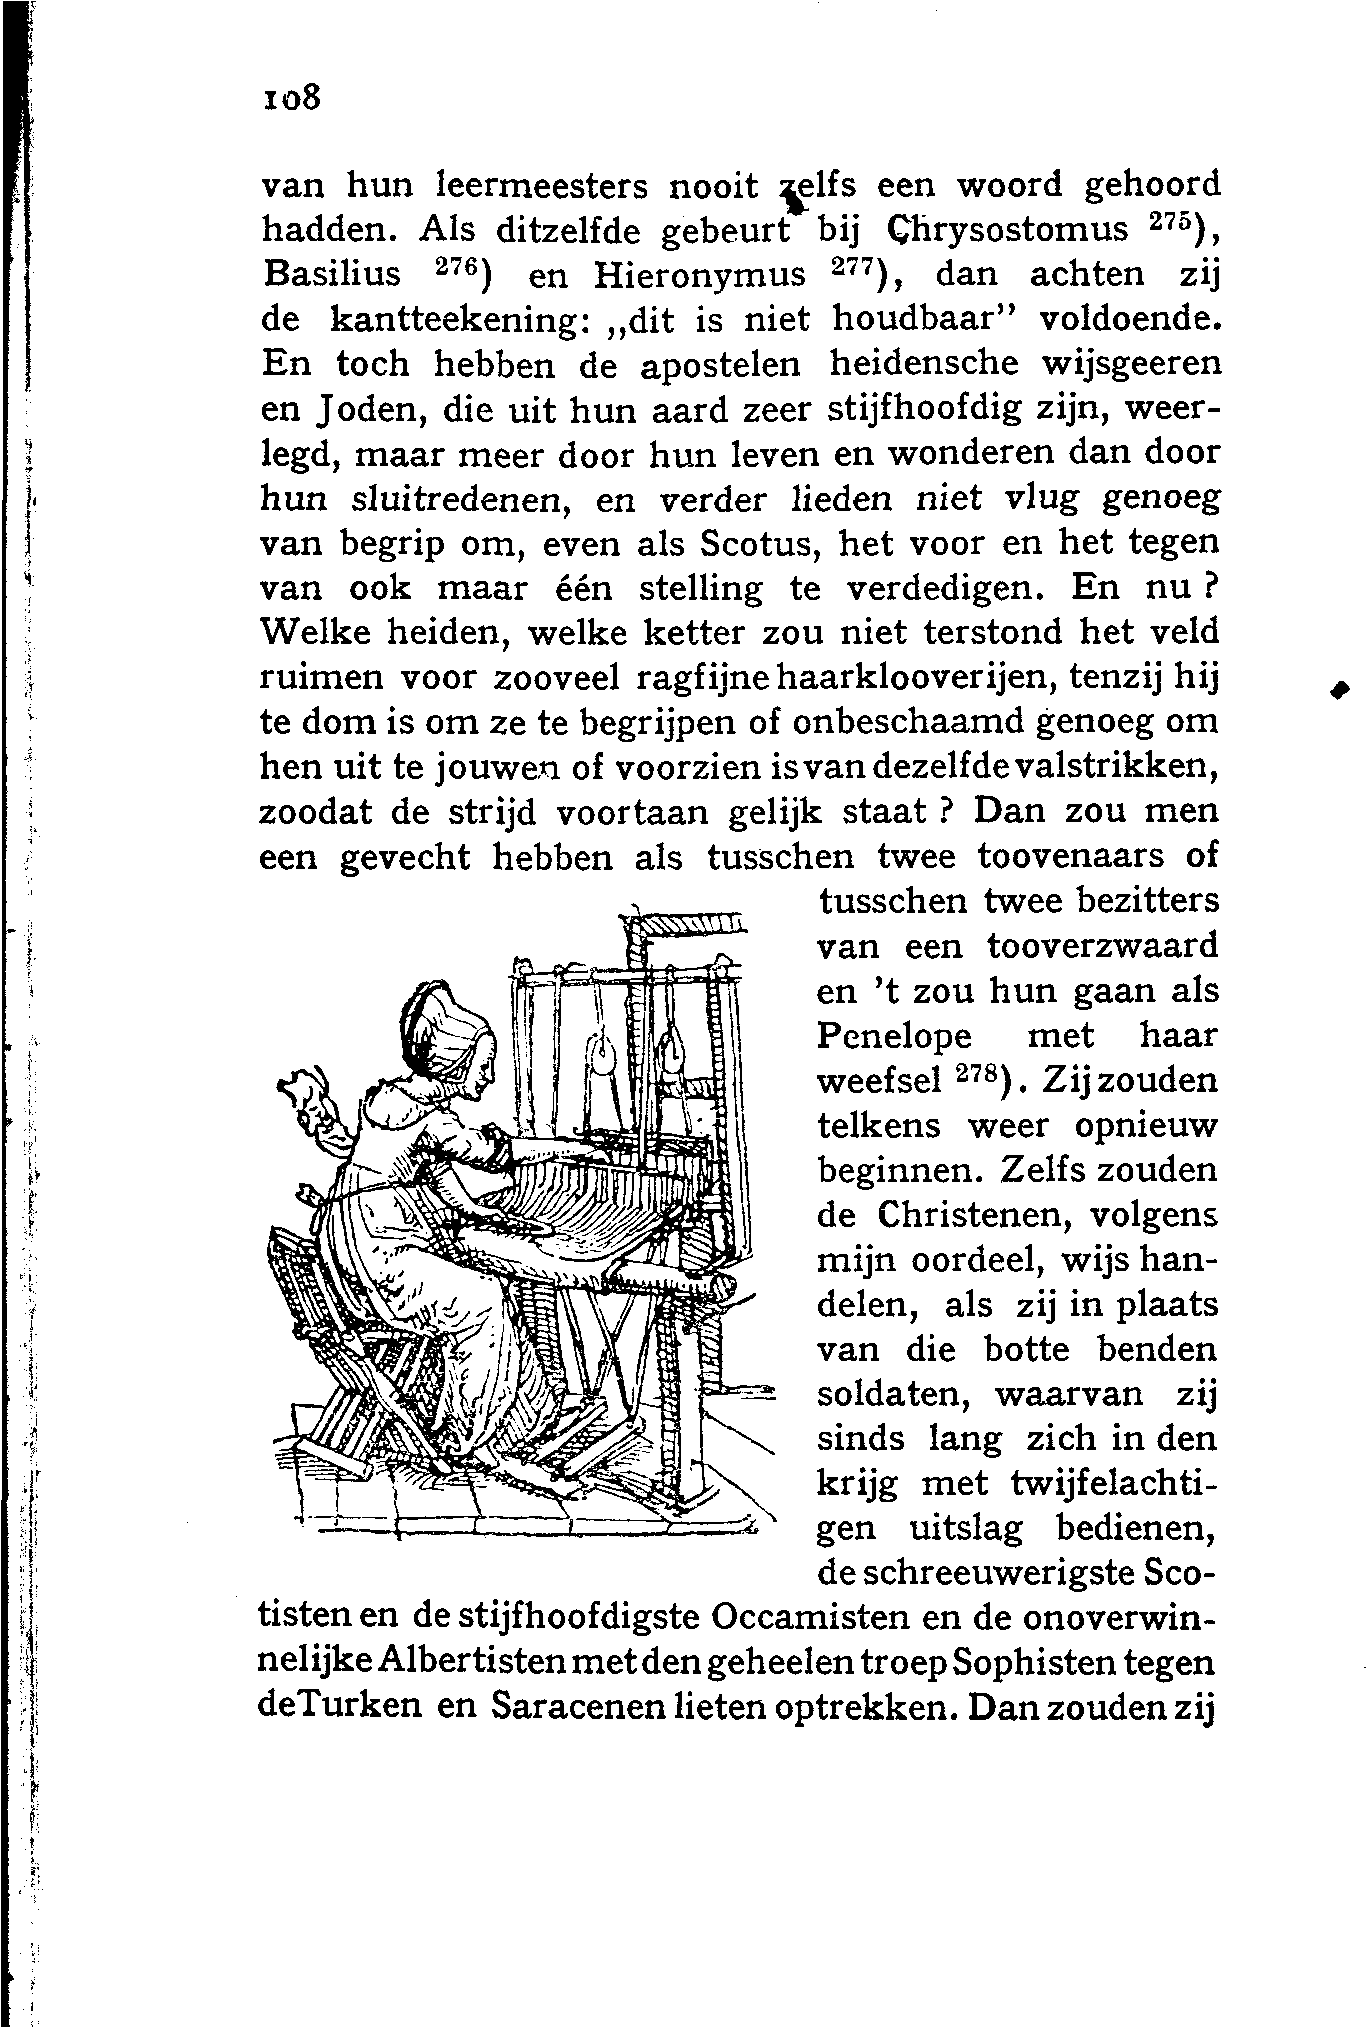 108
van hun leermeesters nooit zelfs een woord gehoord
hadden. Als ditzelfde gebeurt bij Chrysostomus ²⁷⁵),
Basilius ²⁷⁶) en Hieronymus ²⁷⁷), dan achten zij
de kantteekening: „dit is niet houdbaar” voldoende.
En toch hebben de apostelen heidensche wijsgeeren
en Joden, die uit hun aard zeer stijfhoofdig zijn, weer-
legd, maar meer door hun leven en wonderen dan door
hun sluitredenen, en verder lieden niet vlug genoeg
van begrip om, even als Scotus, het voor en het tegen
van ook maar één stelling te verdedigen. En nu ?
Welke heiden, welke ketter zou niet terstond het veld
ruimen voor zooveel ragfijne haarklooverijen, tenzij hij
te dom is om ze te begrijpen of onbeschaamd genoeg om
hen uit te jouwen of voorzien is van dezelfde valstrikken,
zoodat de strijd voortaan gelijk staat ? Dan zou men
een gevecht hebben als tusschen twee toovenaars of
tusschen twee bezitters
van een tooverzwaard
en ’t zou hun gaan als
Penelope met haar
weefsel ²⁷⁸). Zij zouden
telkens weer opnieuw
beginnen. Zelfs zouden
de Christenen, volgens
mijn oordeel, wijs han-
delen, als zij in plaats
van die botte benden
soldaten, waarvan zij
sinds lang zich in den
krijg met twijfelachti-
gen uitslag bedienen,
de schreeuwerigste Sco-
tisten en de stijfhoofdigste Occamisten en de onoverwin-
nelijke Albertisten met den geheelen troep Sophisten tegen
de Turken en Saracenen lieten optrekken. Dan zouden zij